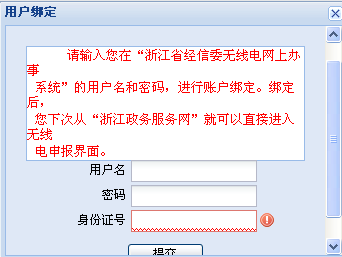 用户绑定
请输入您在“浙江省经信委无线电网上办
事
系统”的用户名和密码，进行账户绑定。绑定
后，
您下次从“浙江政务服务网”就可以直接进入
无线
电申报界面。
用户名
密码
身份证号
提交